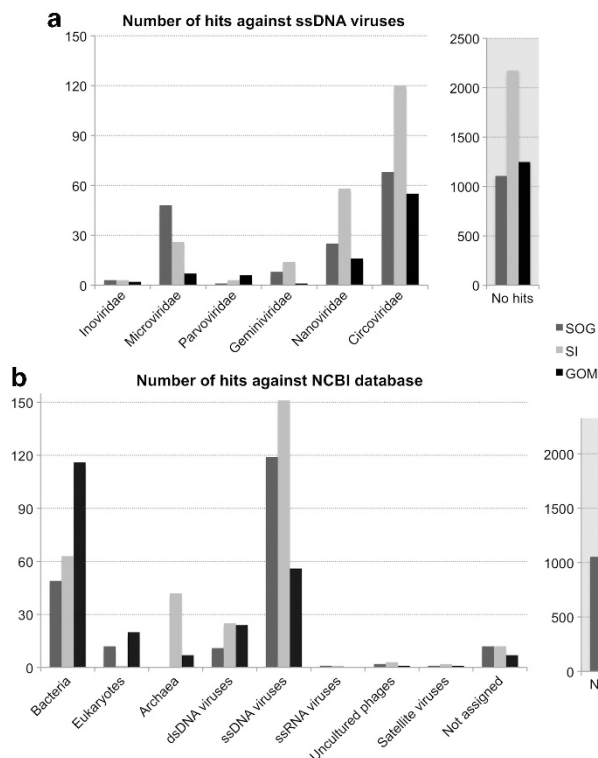 a
Number of hits against ssDNA viruses
150
120
90
60
30
0
Inoviridae
Microviridae
Parvoviridae
Geminiviridae
Nanoviridae
Circoviridae
2500
2000
1500
1000
500
0
No hits
SOG
SI
GOM
b
Number of hits against NCBI database
150
120
90
60
30
0
Bacteria
Eukaryotes
Archaea
dsDNA viruses
ssDNA viruses
ssRNA viruses
Uncultured phages
Satellite viruses
Not assigned
2000
1500
1000
500
0
N